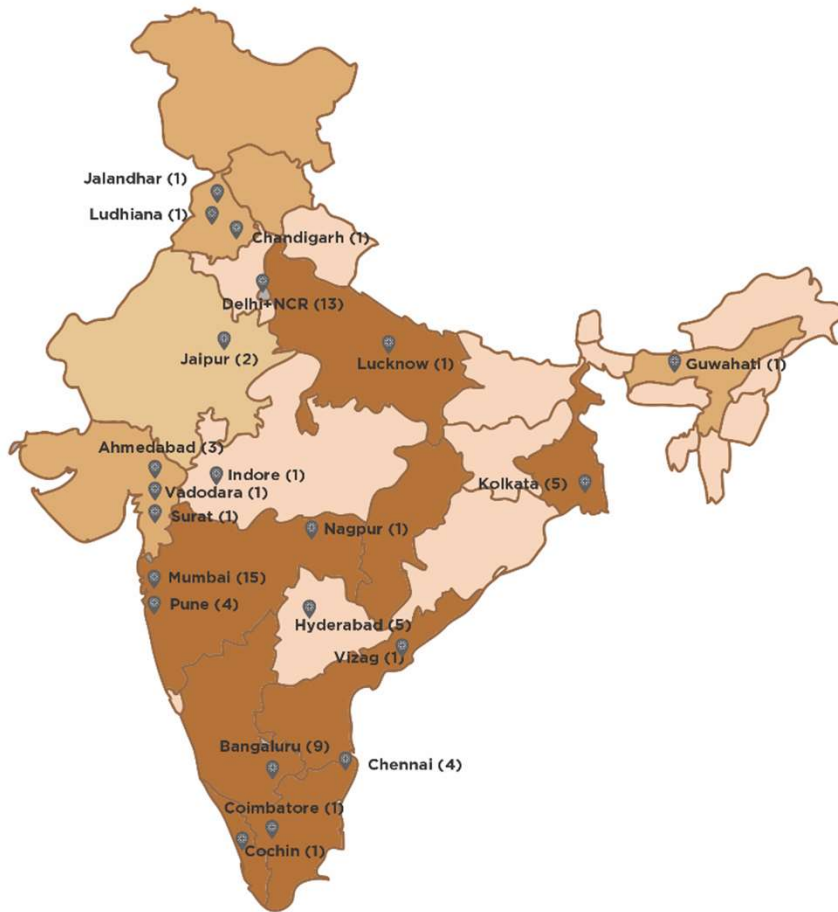 Jalandhar (1)
Ludhiana (1)
Chandigarh (1)
Delhi+NCR (13)
Jaipur (2)
Lucknow (1)
Guwahati (1)
Ahmedabad (3)
Indore (1)
Kolkata (5)
Vadodara (1)
Surat (1)
Nagpur (1)
Mumbai (15)
Pune (4)
Hyderabad (5)
Vizag (1)
Bangaluru (9)
Chennai (4)
Coimbatore (1)
Cochin (1)